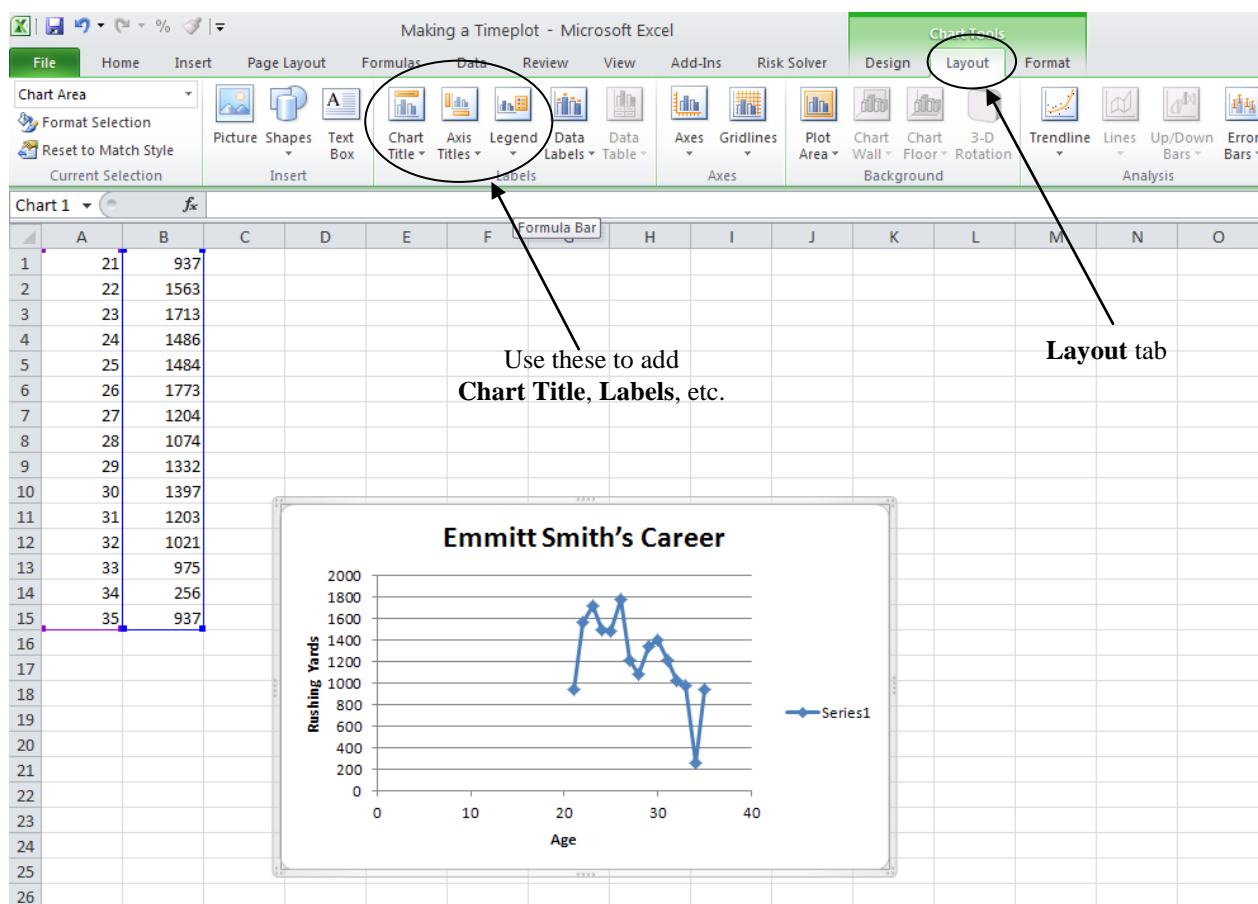 Making a Timeplot - Microsoft Excel
Chart Tools
File Home Insert Page Layout Formulas Data Review View Add-Ins Risk Solver Design Layout Format
Chart Area
Format Selection
Reset to Match Style
Current Selection
Picture Shapes Text Box
Insert
Chart Title Axis Titles Legend Data Labels Data Table
Labels
Axes Gridlines
Axes
Plot Area Chart Wall Chart Floor 3-D Rotation
Background
Trendline Lines Up/Down Bars Error Bars
Analysis
Chart 1 fx
Formula Bar
A B C D E F G H I J K L M N O
1 21 937
2 22 1563
3 23 1713
4 24 1486
5 25 1484
6 26 1773
7 27 1204
8 28 1074
9 29 1332
10 30 1397
11 31 1203
12 32 1021
13 33 975
14 34 256
15 35 937
16
17
18
19
20
21
22
23
24
25
26
Use these to add
Chart Title, Labels, etc.
Layout tab
Emmitt Smith's Career
Rushing Yards
2000
1800
1600
1400
1200
1000
800
600
400
200
0
0 10 20 30 40
Age
Series1